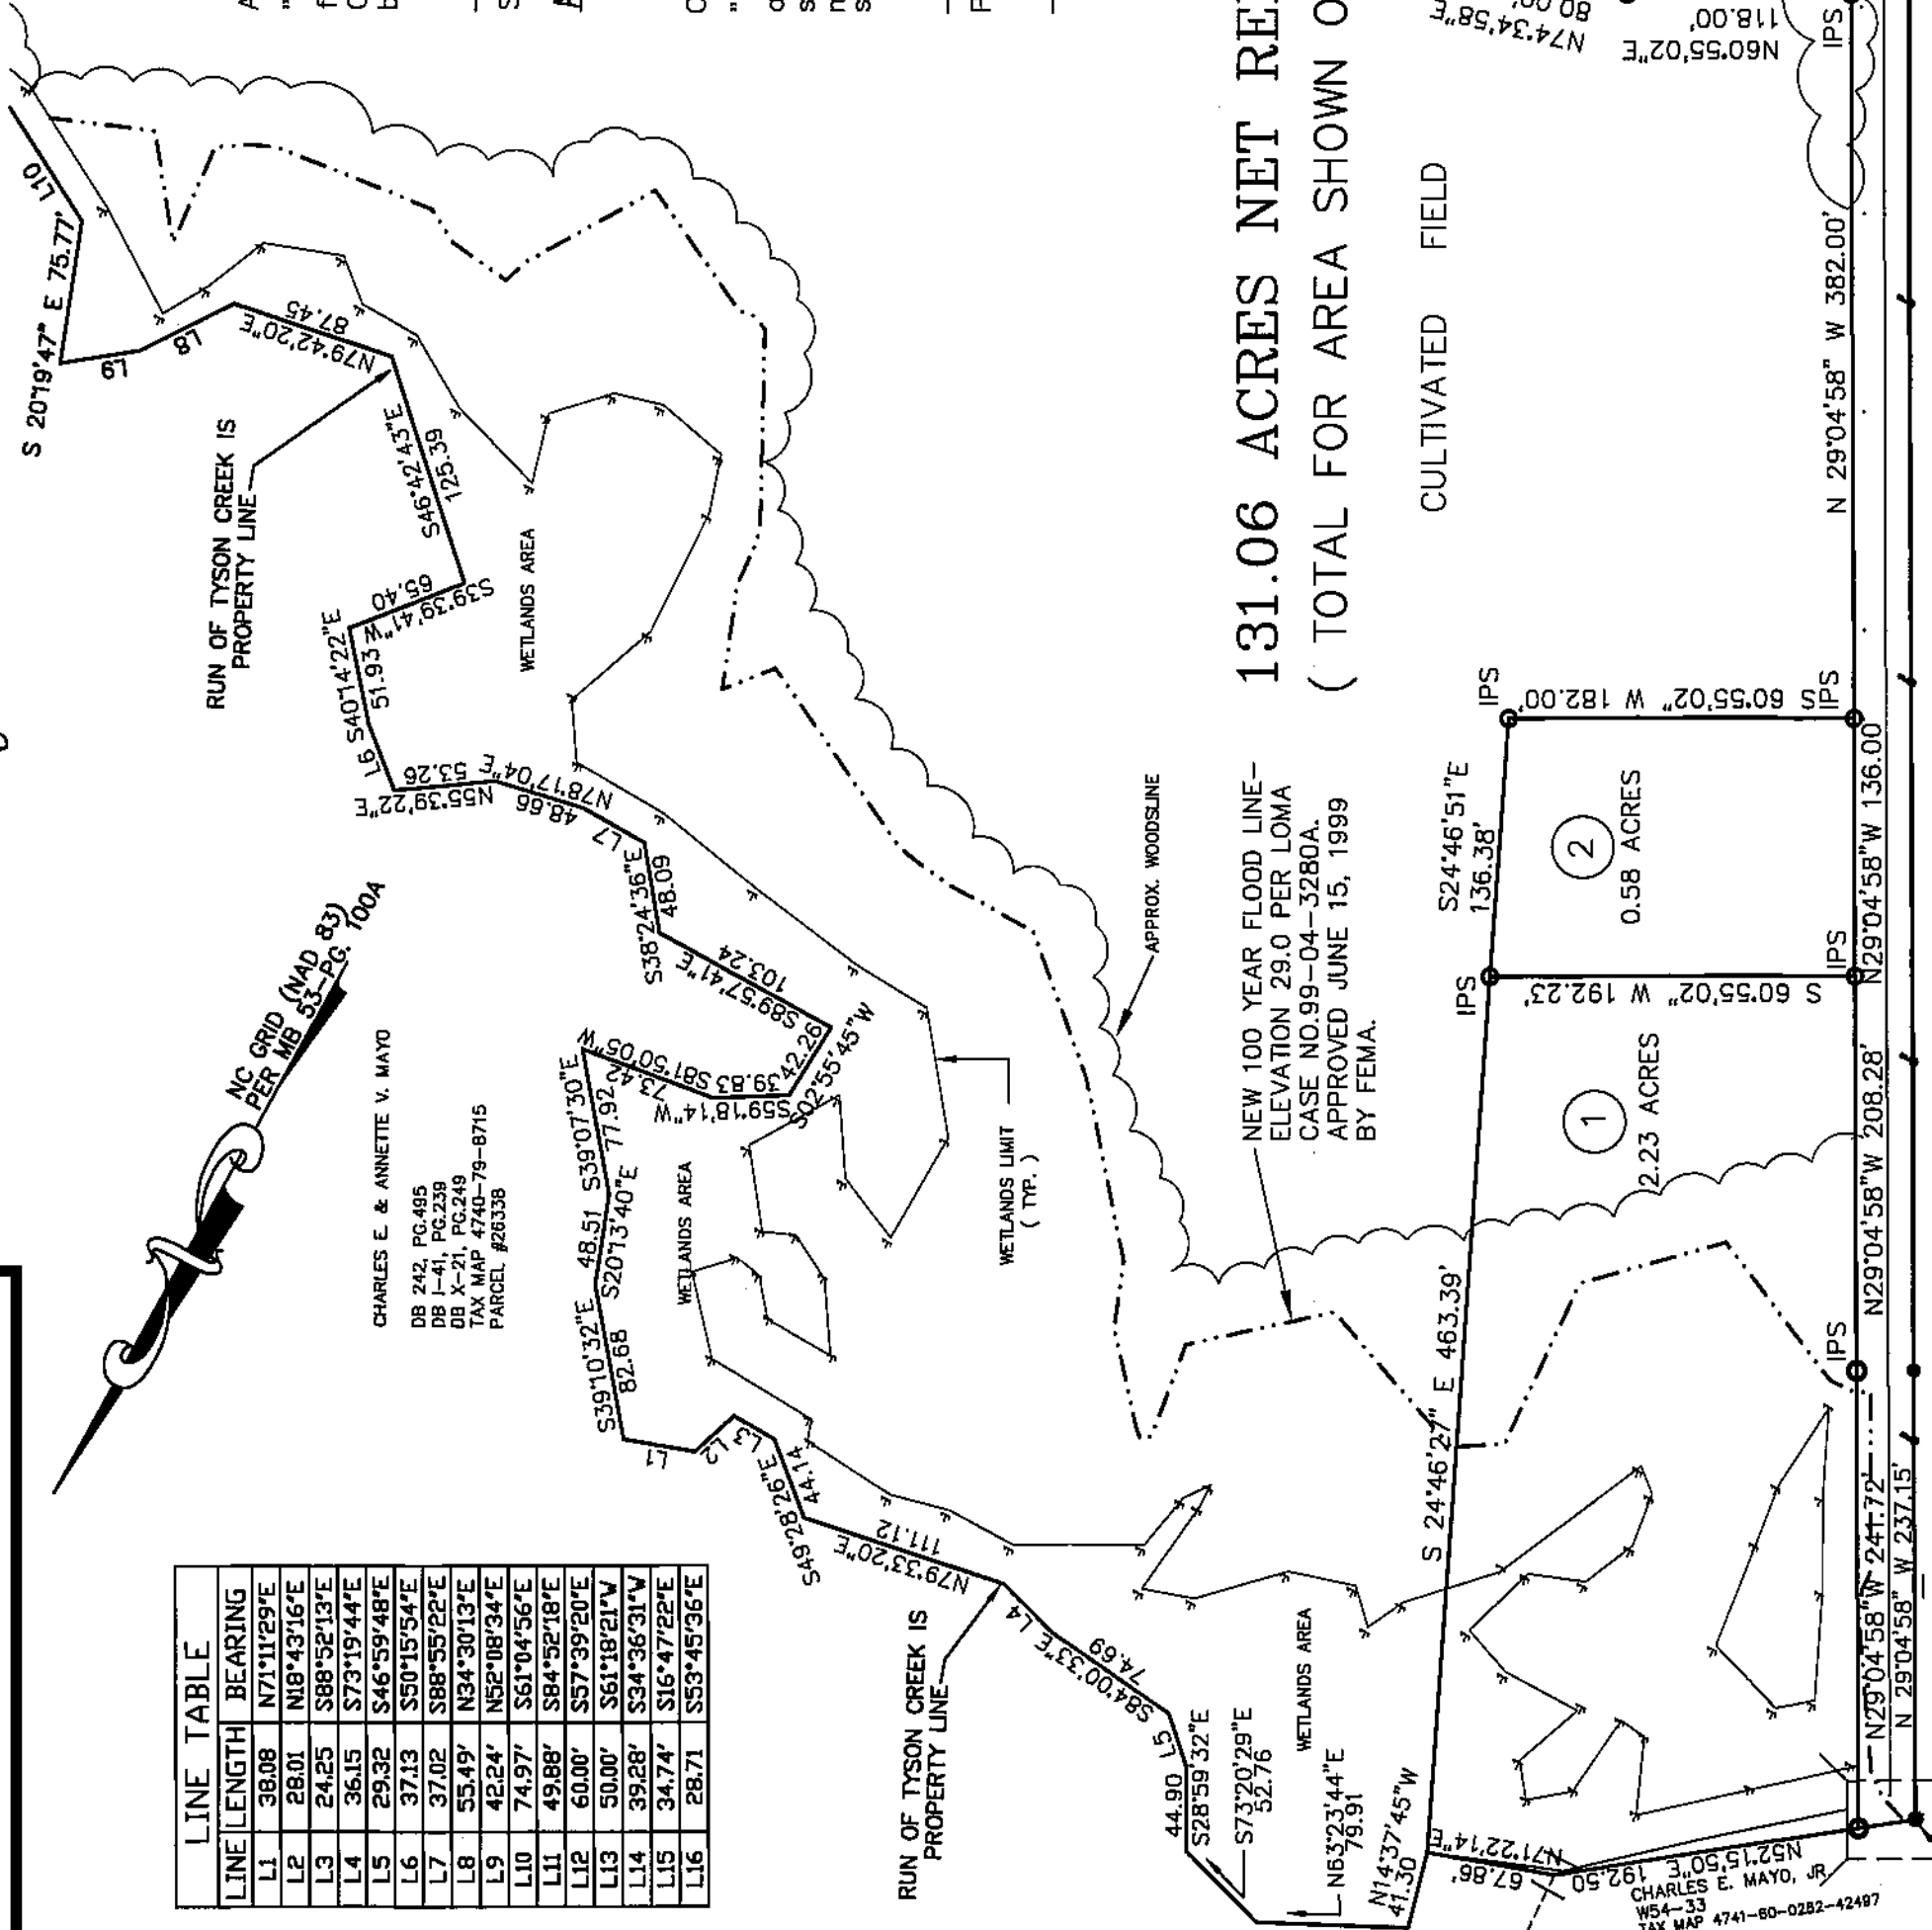 LINE TABLE
LINE LENGTH BEARING
L1 38.08 N71°11'29"E
L2 28.01 N18°43'16"E
L3 24.25 S88°52'13"E
L4 36.15 S73°19'44"E
L5 29.32 S46°59'48"E
L6 37.13 S50°15'54"E
L7 37.02 S88°55'22"E
L8 55.49' N34°30'13"E
L9 42.24' N52°08'34"E
L10 74.97' S61°04'56"E
L11 49.88' S84°52'18"E
L12 60.00' S57°39'20"E
L13 50.00' S61°18'21"W
L14 39.28' S34°36'31"W
L15 34.74' S16°47'22"E
L16 28.71 S53°45'36"E
NC GRID (NAD 83)
PER MB 53-PG. 100A
CHARLES E. & ANNETTE V. MAYO
DB 242, PG.495
DB J-41, PG.239
DB X-21, PG.249
TAX MAP 4740-79-8715
PARCEL #26338
S 20°19'47" E 75.77'
L10
L9
L8
N79°42'20"E
87.45
RUN OF TYSON CREEK IS
PROPERTY LINE
S46°42'43"E
125.39
S39°39'41"W
65.40
S40°14'22"E
51.93
L6
N55°39'22"E
53.26
N78°17'04"E
48.66
L7
S38°24'36"E
48.09
S89°57'41"E
103.24
S02°55'45"W
42.26
S59°18'14"W
39.83
S81°50'05"W
73.42
S39°07'30"E
77.92
S20°13'40"E
48.51
S39°10'32"E
82.68
L1
L2
L3
S49°28'26"E
44.14
N79°33'20"E
111.12
RUN OF TYSON CREEK IS
PROPERTY LINE
L4
S84°00'33"E
74.69
L5
44.90
S28°59'32"E
S73°20'29"E
52.76
N63°23'44"E
79.91
N14°37'45"W
41.30
N71°22'14"E
67.86'
N52°15'50"E
192.50
WETLANDS AREA
WETLANDS AREA
WETLANDS AREA
WETLANDS LIMIT
( TYP. )
APPROX. WOODSLINE
NEW 100 YEAR FLOOD LINE-
ELEVATION 29.0 PER LOMA
CASE NO.99-04-3280A.
APPROVED JUNE 15, 1999
BY FEMA.
131.06 ACRES NET
( TOTAL FOR AREA SHOWN
CULTIVATED FIELD
N74°34'58"E
80.00'
N60°55'02"E
118.00'
IPS
N 29°04'58" W 382.00'
IPS
S 60°55'02" W 182.00'
IPS
S24°46'51"E
136.38'
2
0.58 ACRES
N29°04'58"W 136.00'
IPS
S 60°55'02" W 192.23'
IPS
1
2.23 ACRES
S 24°46'27" E 463.39'
N29°04'58"W 208.28'
IPS
N29°04'58"W 241.72'
N 29°04'58" W 237.15'
CHARLES E. MAYO, JR
W54-33
TAX MAP 4741-60-0282-42497